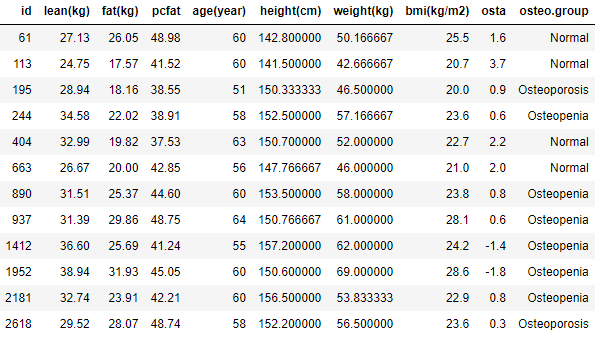 id lean(kg) fat(kg) pcfat age(year) height(cm) weight(kg) bmi(kg/m2) osta osteo.group
61 27.13 26.05 48.98 60 142.800000 50.166667 25.5 1.6 Normal
113 24.75 17.57 41.52 60 141.500000 42.666667 20.7 3.7 Normal
195 28.94 18.16 38.55 51 150.333333 46.500000 20.0 0.9 Osteoporosis
244 34.58 22.02 38.91 58 152.500000 57.166667 23.6 0.6 Osteopenia
404 32.99 19.82 37.53 63 150.700000 52.000000 22.7 2.2 Normal
663 26.67 20.00 42.85 56 147.766667 46.000000 21.0 2.0 Normal
890 31.51 25.37 44.60 60 153.500000 58.000000 23.8 0.8 Osteopenia
937 31.39 29.86 48.75 64 150.766667 61.000000 28.1 0.6 Osteopenia
1412 36.60 25.69 41.24 55 157.200000 62.000000 24.2 -1.4 Osteopenia
1952 38.94 31.93 45.05 60 150.600000 69.000000 28.6 -1.8 Osteopenia
2181 32.74 23.91 42.21 60 156.500000 53.833333 22.9 0.8 Osteopenia
2618 29.52 28.07 48.74 58 152.200000 56.500000 23.6 0.3 Osteoporosis